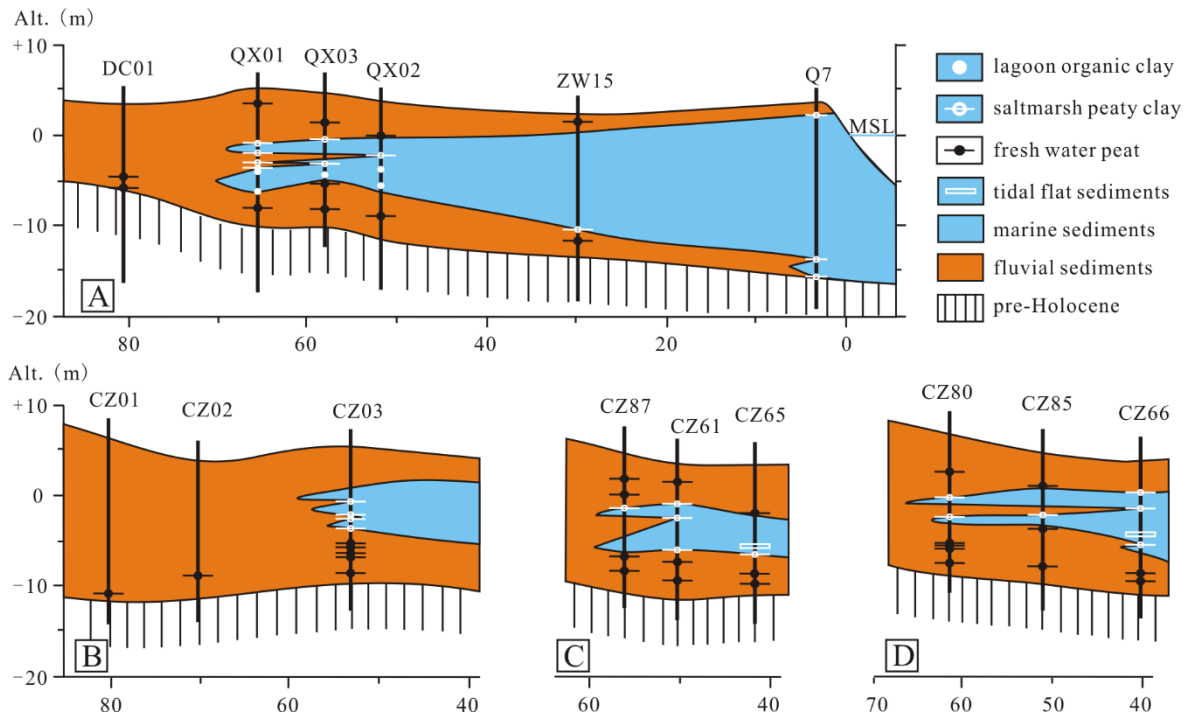 Alt. (m)
+10
0
−10
−20
DC01
QX01
QX03
QX02
ZW15
Q7
MSL
A
80
60
40
20
0
lagoon organic clay
saltmarsh peaty clay
fresh water peat
tidal flat sediments
marine sediments
fluvial sediments
pre-Holocene
Alt. (m)
+10
0
−10
−20
CZ01
CZ02
CZ03
B
80
60
40
CZ87
CZ61
CZ65
C
60
40
CZ80
CZ85
CZ66
D
70
60
50
40